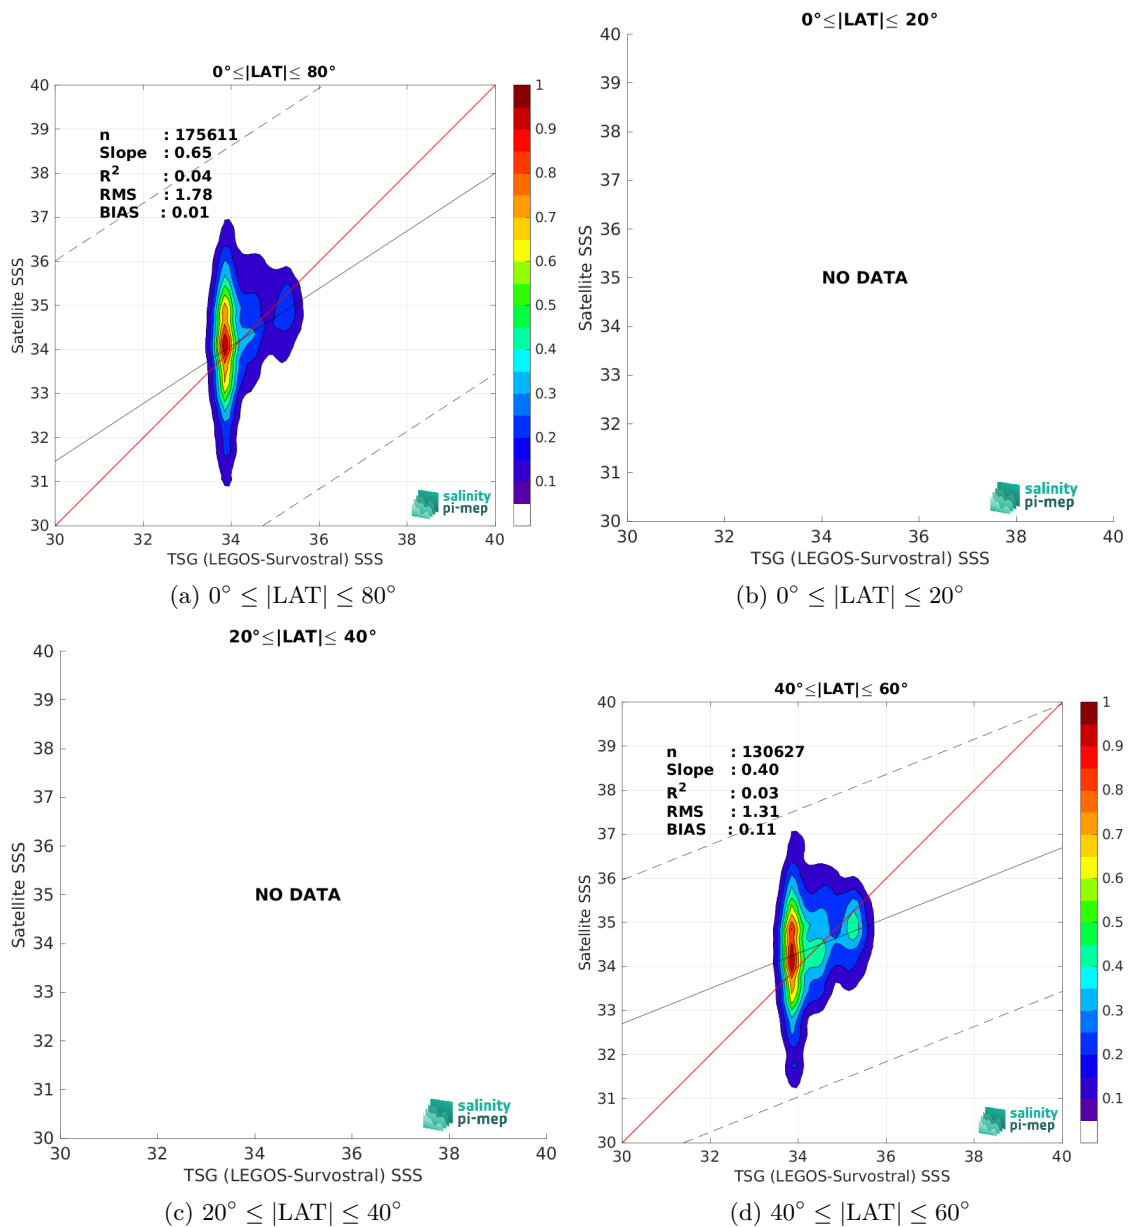 0°≤|LAT|≤ 80°
40
39
38
37
36
35
34
33
32
31
30
Satellite SSS
n : 175611
Slope : 0.65
R² : 0.04
RMS : 1.78
BIAS : 0.01
salinity
pi-mep
30 32 34 36 38 40
TSG (LEGOS-Survostral) SSS
1
0.9
0.8
0.7
0.6
0.5
0.4
0.3
0.2
0.1
(a) 0° ≤ |LAT| ≤ 80°
0°≤|LAT|≤ 20°
40
39
38
37
36
35
34
33
32
31
30
Satellite SSS
NO DATA
salinity
pi-mep
30 32 34 36 38 40
TSG (LEGOS-Survostral) SSS
(b) 0° ≤ |LAT| ≤ 20°
20°≤|LAT|≤ 40°
40
39
38
37
36
35
34
33
32
31
30
Satellite SSS
NO DATA
salinity
pi-mep
30 32 34 36 38 40
TSG (LEGOS-Survostral) SSS
(c) 20° ≤ |LAT| ≤ 40°
40°≤|LAT|≤ 60°
40
39
38
37
36
35
34
33
32
31
30
Satellite SSS
n : 130627
Slope : 0.40
R² : 0.03
RMS : 1.31
BIAS : 0.11
salinity
pi-mep
30 32 34 36 38 40
TSG (LEGOS-Survostral) SSS
1
0.9
0.8
0.7
0.6
0.5
0.4
0.3
0.2
0.1
(d) 40° ≤ |LAT| ≤ 60°